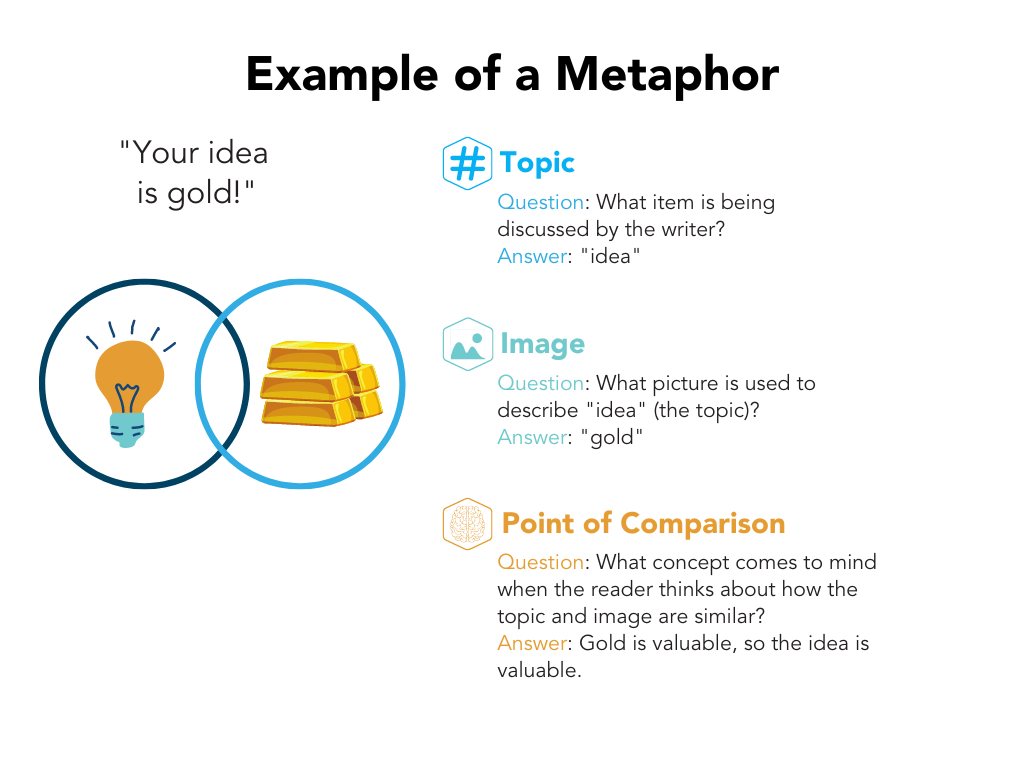 Example of a Metaphor
"Your idea
is gold!"
Topic
Question: What item is being
discussed by the writer?
Answer: "idea"
Image
Question: What picture is used to
describe "idea" (the topic)?
Answer: "gold"
Point of Comparison
Question: What concept comes to mind
when the reader thinks about how the
topic and image are similar?
Answer: Gold is valuable, so the idea is
valuable.